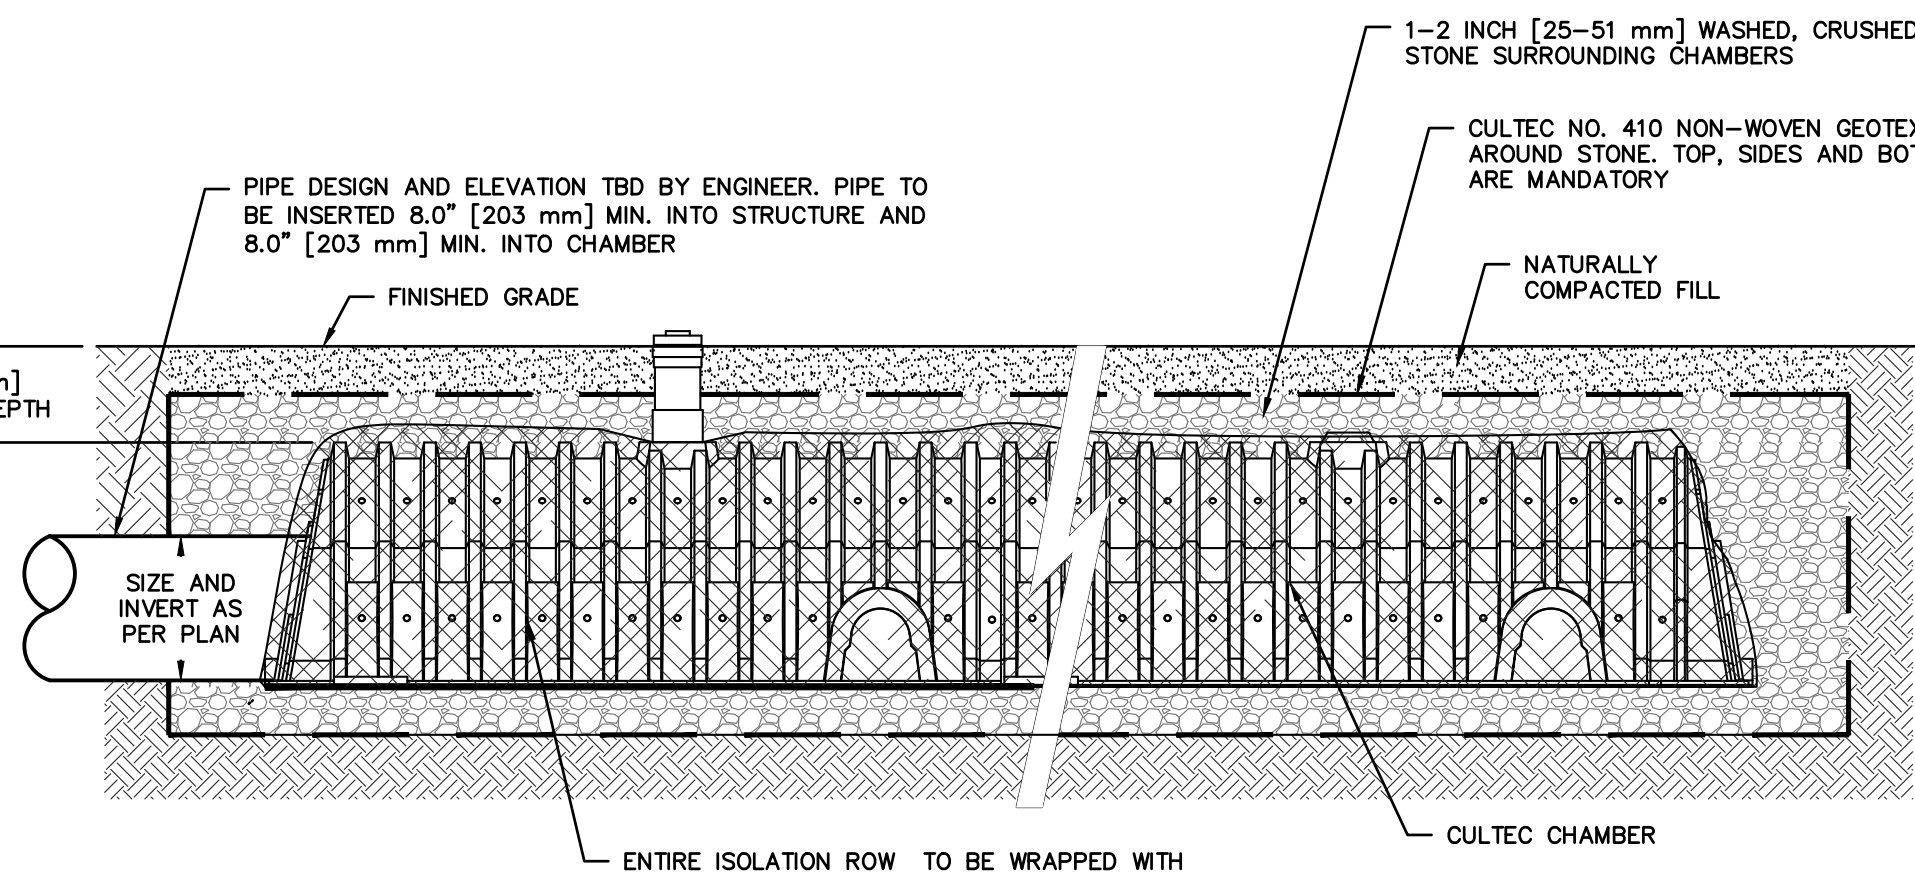 1-2 INCH [25-51 mm] WASHED, CRUSHED
STONE SURROUNDING CHAMBERS
CULTEC NO. 410 NON-WOVEN
AROUND STONE. TOP, SIDES AND
ARE MANDATORY
PIPE DESIGN AND ELEVATION TBD BY ENGINEER. PIPE TO
BE INSERTED 8.0" [203 mm] MIN. INTO STRUCTURE AND
8.0" [203 mm] MIN. INTO CHAMBER
NATURALLY
COMPACTED FILL
FINISHED GRADE
SIZE AND
INVERT AS
PER PLAN
CULTEC CHAMBER
ENTIRE ISOLATION ROW TO BE WRAPPED WITH